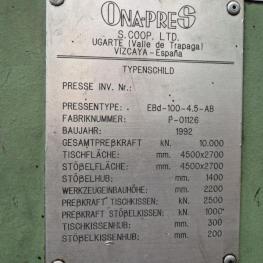 ONA-PRES
S.COOP. LTD.
UGARTE (Valle de Trapaga)
VIZCAYA - España
TYPENSCHILD
PRESSE INV. Nr.:
PRESSENTYPE: EBd-100-4.5-AB
FABRIKNUMMER: P-01126
BAUJAHR: 1992
GESAMTPREßKRAFT kN. 10.000
TISCHFLÄCHE: mm. 4500x2700
STÖßELFLÄCHE: mm. 4500x2700
STÖßELHUB: mm. 1400
WERKZEUGEINBAUHÖHE: mm. 2200
PREßKRAFT TISCHKISSEN: kN. 2500
PREßKRAFT STÖßELKISSEN: kN. 1000
TISCHKISSENHUB: mm. 300
STÖßELKISSENHUB: mm. 200